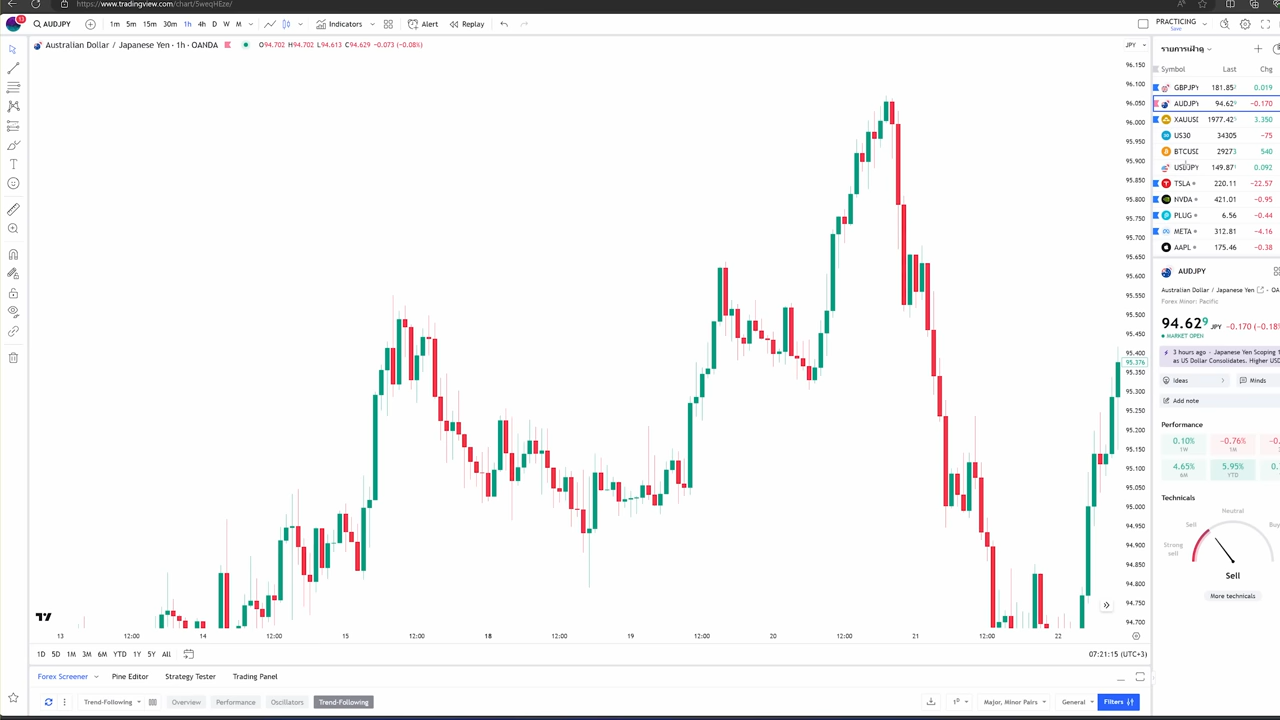 https://www.tradingview.com/chart/5weqHEze/
13 AUDJPY 1m 5m 15m 30m 1h 4h D W M Indicators Alert Replay PRACTICING
Save
Australian Dollar / Japanese Yen · 1h · OANDA O94.702 H94.702 L94.613 C94.629 −0.073 (−0.08%)
JPY
96.150
96.100
96.050
96.000
95.950
95.900
95.850
95.800
95.750
95.700
95.650
95.600
95.550
95.500
95.450
95.400
95.376
95.350
95.300
95.250
95.200
95.150
95.100
95.050
95.000
94.950
94.900
94.850
94.800
94.750
94.700
13 12:00 14 12:00 15 12:00 18 12:00 19 12:00 20 12:00 21 12:00 22
1D 5D 1M 3M 6M YTD 1Y 5Y All 07:21:15 (UTC+3)
Forex Screener Pine Editor Strategy Tester Trading Panel
Trend-Following Overview Performance Oscillators Trend-Following 1D Major, Minor Pairs General Filters
รายการเฝ้าดู
Symbol Last Chg
GBPJPY 181.85 0.019
AUDJPY 94.629 −0.170
XAUUSD 1977.42 3.350
US30 34305 −75
BTCUSD 29273 540
USDJPY 149.871 0.092
TSLA 220.11 −22.57
NVDA 421.01 −0.95
PLUG 6.56 −0.44
META 312.81 −4.16
AAPL 175.46 −0.38
AUDJPY
Australian Dollar / Japanese Yen • OA
Forex Minor: Pacific
94.629 JPY −0.170 (−0.18
MARKET OPEN
3 hours ago · Japanese Yen Scoping 1
as US Dollar Consolidates. Higher USD
Ideas Minds
Add note
Performance
0.10% −0.76%
1W 1M
4.65% 5.95%
6M YTD
Technicals
Neutral
Sell Buy
Strong
sell
Sell
More technicals